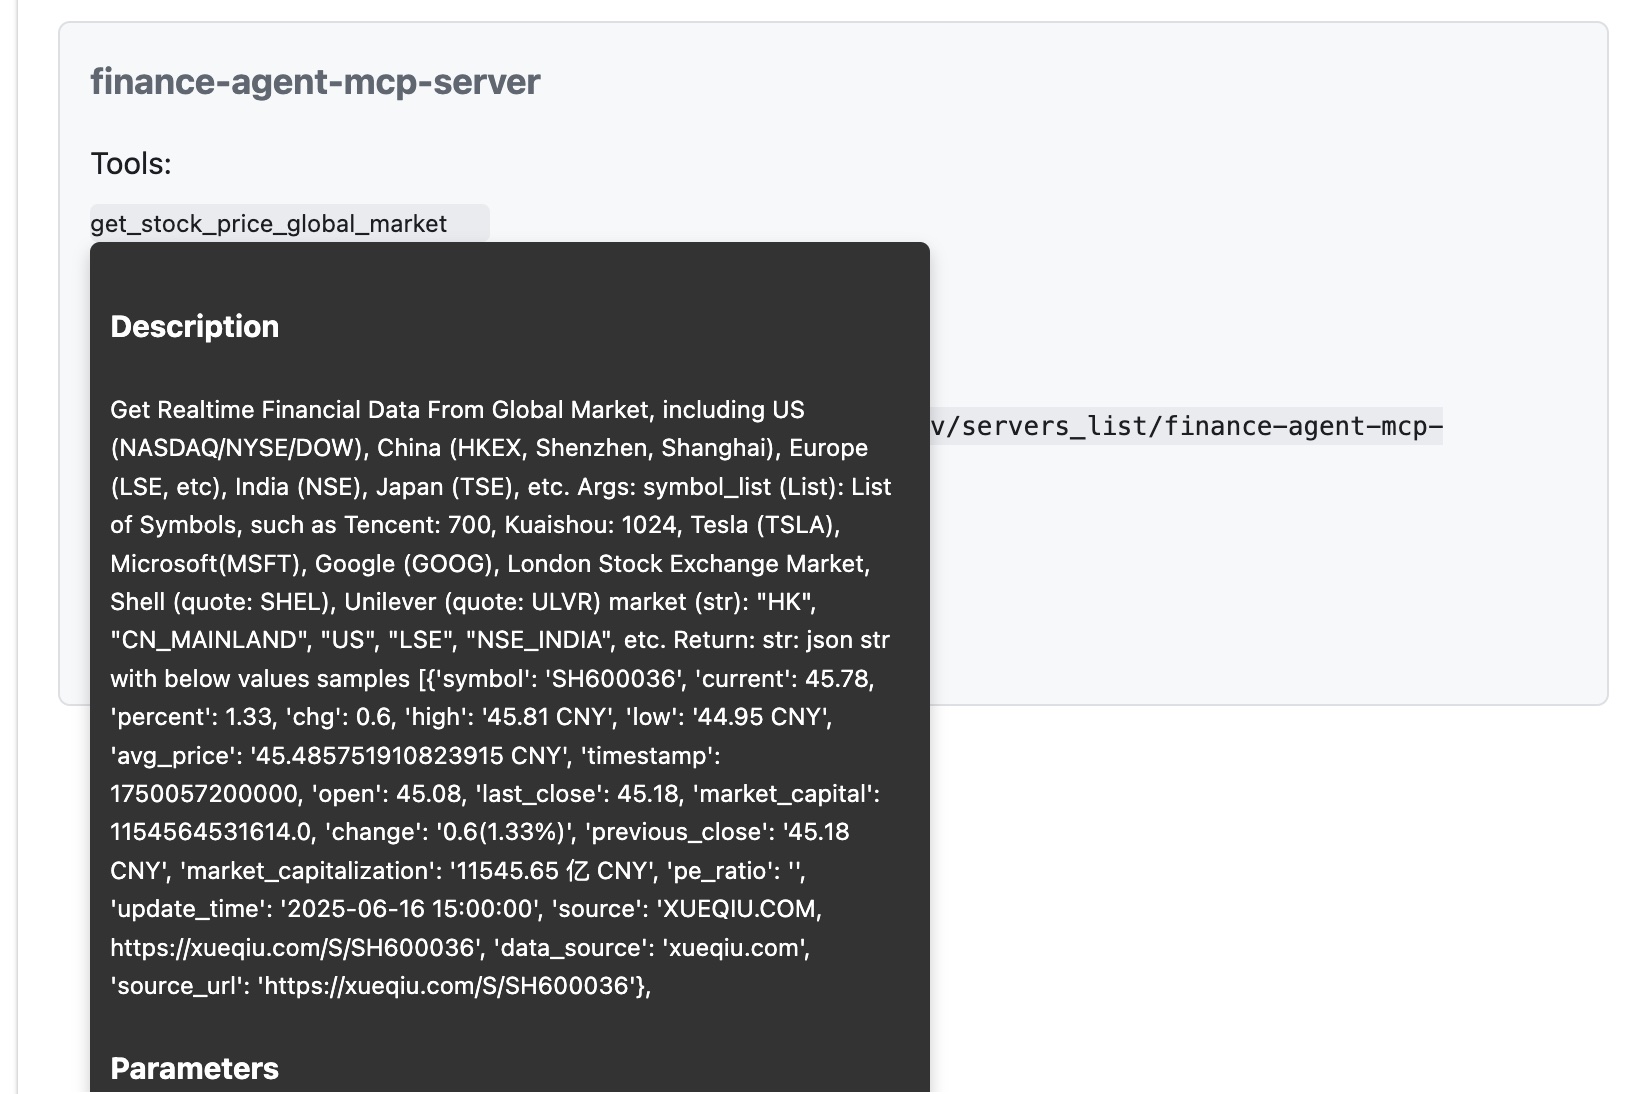 finance-agent-mcp-server
Tools:
get_stock_price_global_market
Description
Get Realtime Financial Data From Global Market, including US
(NASDAQ/NYSE/DOW), China (HKEX, Shenzhen, Shanghai), Europe
(LSE, etc), India (NSE), Japan (TSE), etc. Args: symbol_list (List): List
of Symbols, such as Tencent: 700, Kuaishou: 1024, Tesla (TSLA),
Microsoft(MSFT), Google (GOOG), London Stock Exchange Market,
Shell (quote: SHEL), Unilever (quote: ULVR) market (str): "HK",
"CN_MAINLAND", "US", "LSE", "NSE_INDIA", etc. Return: str: json str
with below values samples [{'symbol': 'SH600036', 'current': 45.78,
'percent': 1.33, 'chg': 0.6, 'high': '45.81 CNY', 'low': '44.95 CNY',
'avg_price': '45.485751910823915 CNY', 'timestamp':
1750057200000, 'open': 45.08, 'last_close': 45.18, 'market_capital':
1154564531614.0, 'change': '0.6(1.33%)', 'previous_close': '45.18
CNY', 'market_capitalization': '11545.65 亿 CNY', 'pe_ratio': '',
'update_time': '2025-06-16 15:00:00', 'source': 'XUEQIU.COM,
https://xueqiu.com/S/SH600036', 'data_source': 'xueqiu.com',
'source_url': 'https://xueqiu.com/S/SH600036'},
Parameters
v/servers_list/finance-agent-mcp-